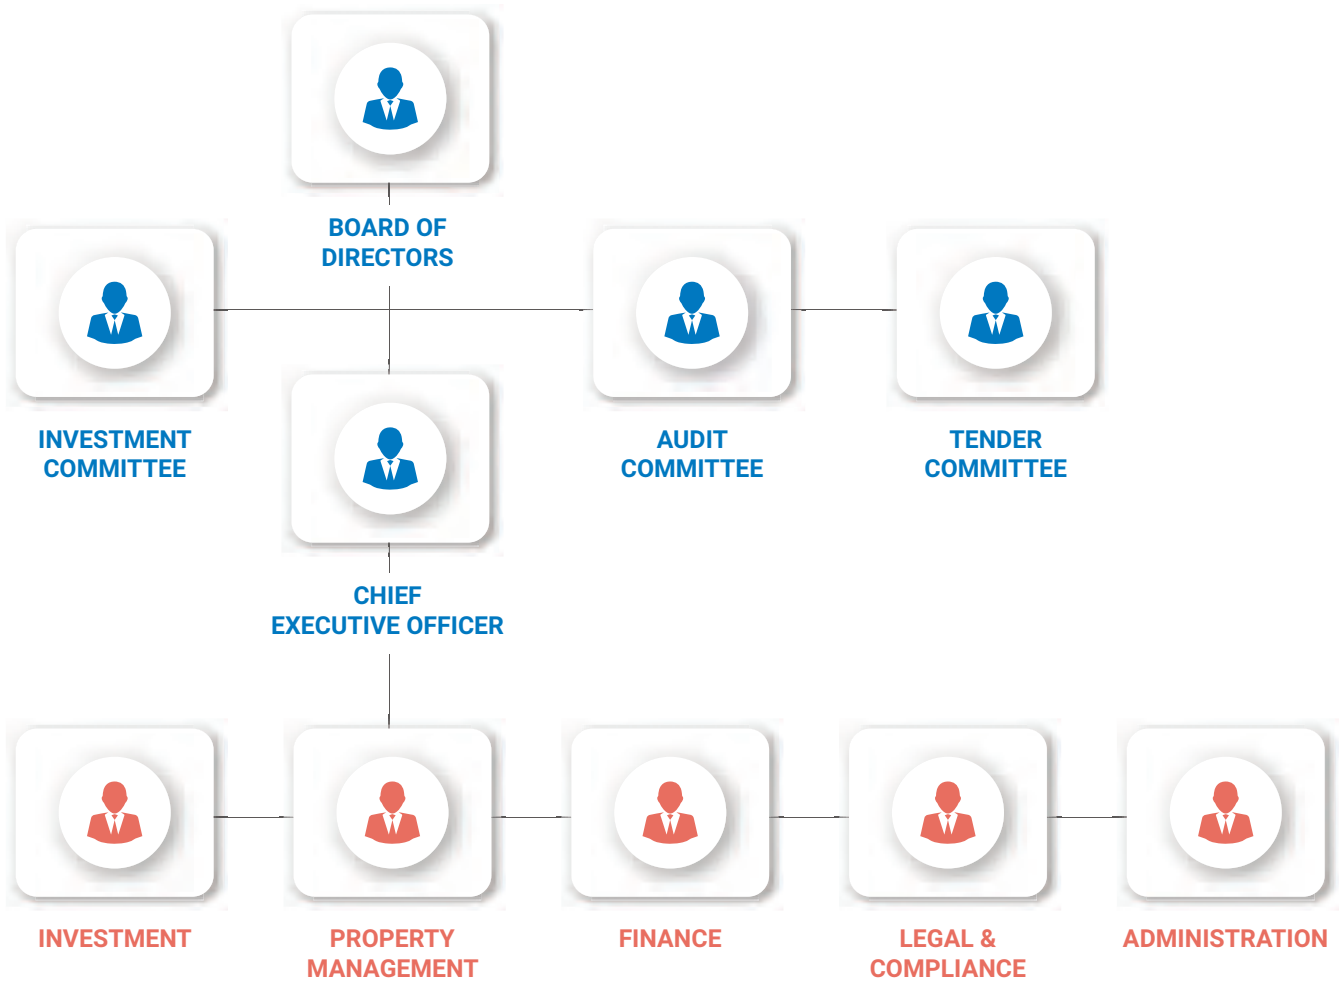 BOARD OF
DIRECTORS
INVESTMENT
COMMITTEE
AUDIT
COMMITTEE
TENDER
COMMITTEE
CHIEF
EXECUTIVE OFFICER
INVESTMENT
PROPERTY
MANAGEMENT
FINANCE
LEGAL &
COMPLIANCE
ADMINISTRATION